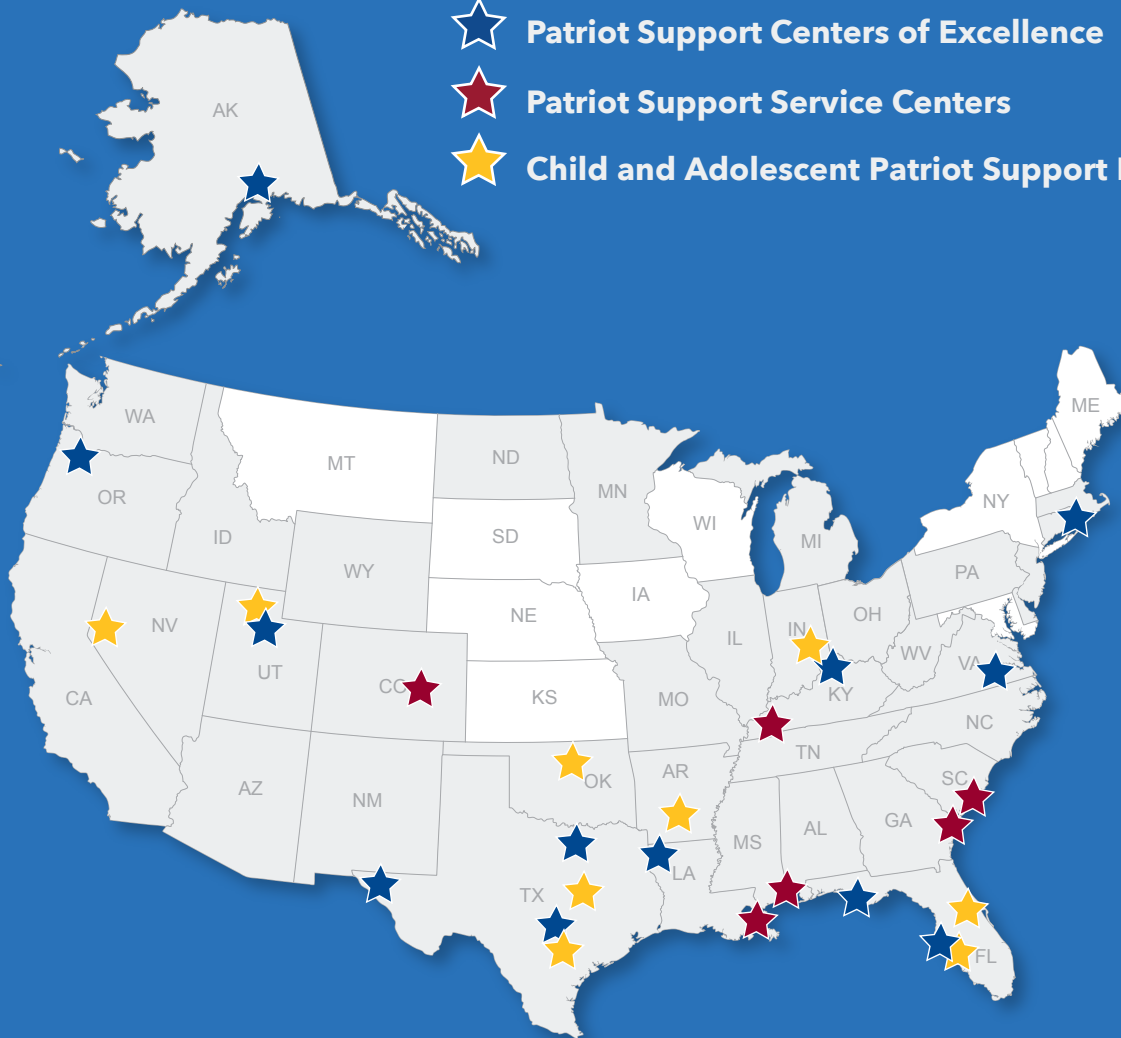 Patriot Support Centers of Excellence
Patriot Support Service Centers
Child and Adolescent Patriot Support
AK
WA
MT
ND
MN
WI
MI
NY
ME
OR
ID
SD
WY
IA
PA
NE
NV
UT
IL
IN
OH
WV
VA
CA
KS
MO
KY
NC
AZ
NM
OK
AR
TN
SC
MS
AL
GA
TX
LA
FL